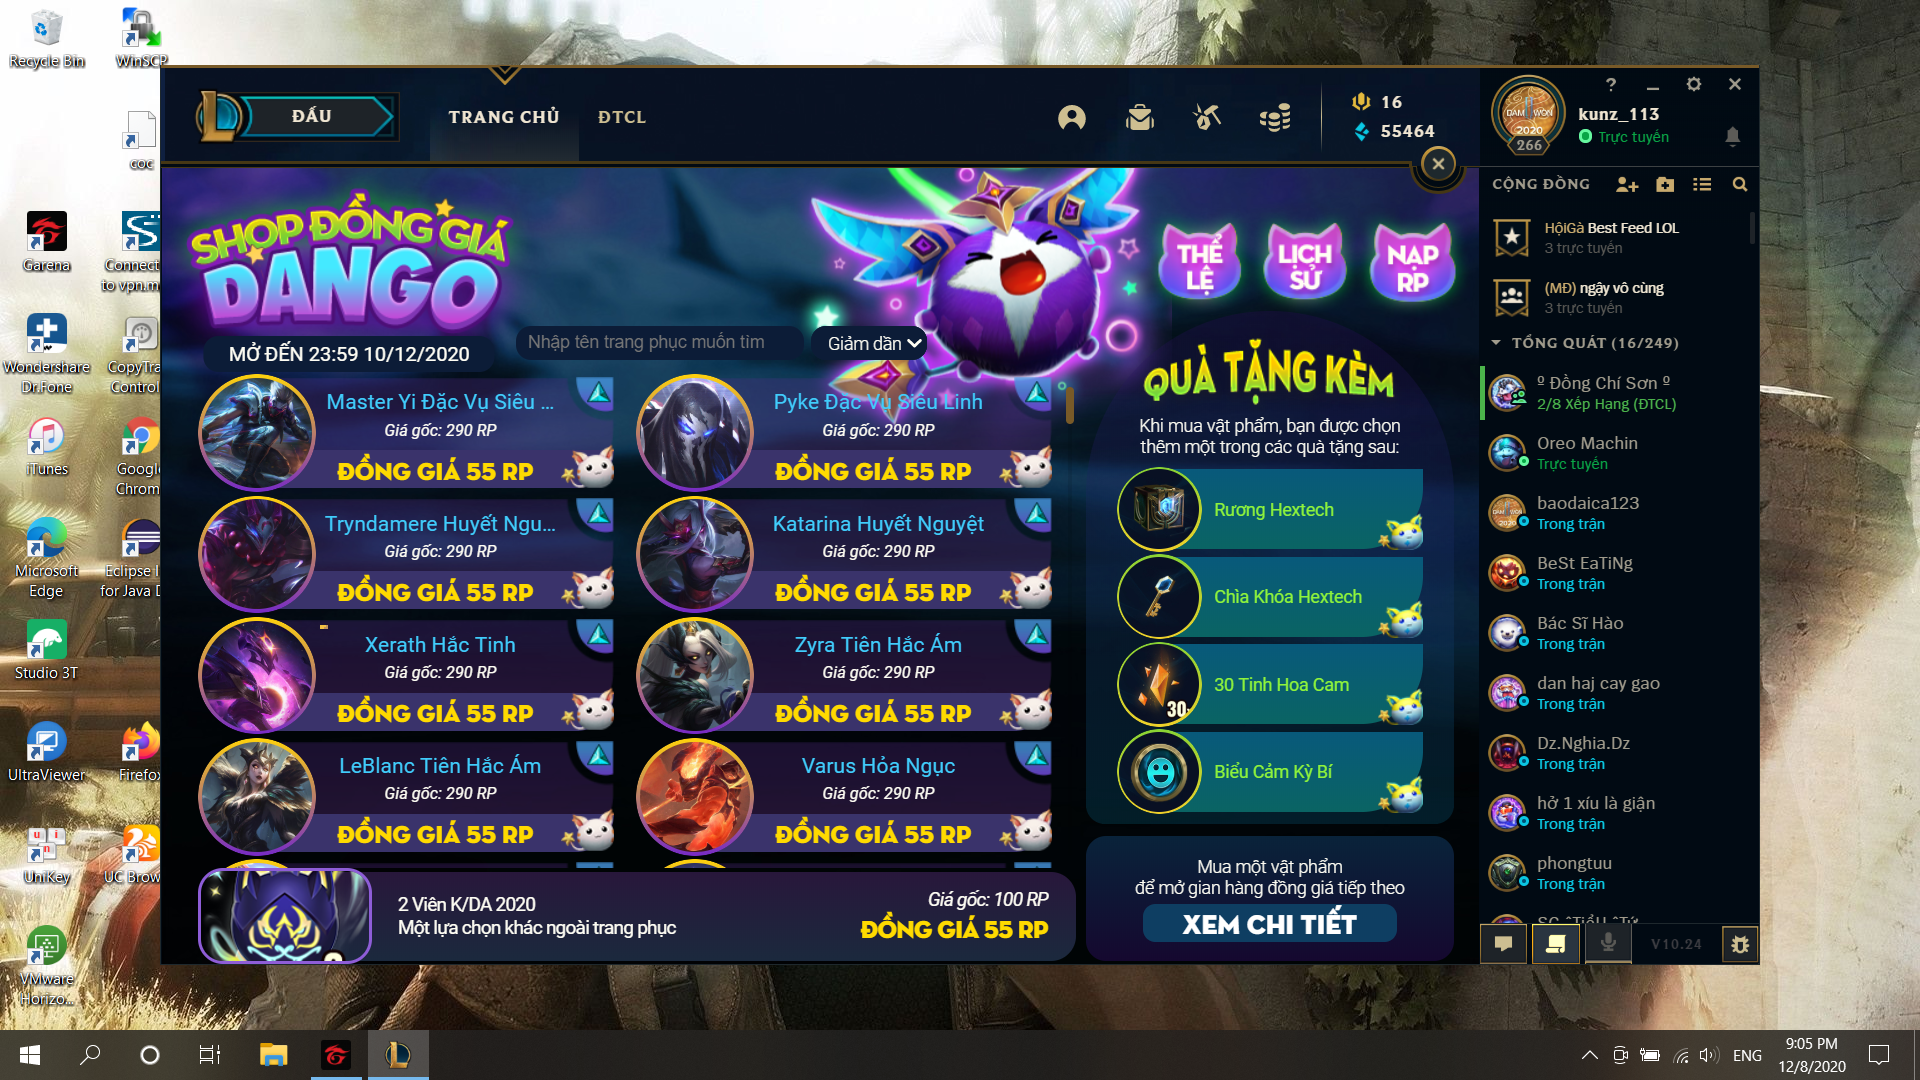 Recycle Bin
WinSCP
coc
Garena
Connect
to vpn.m...
Wondershare
Dr.Fone
CopyTra
Control
iTunes
Google
Chrom
Microsoft
Edge
Eclipse I
for Java D
Studio 3T
UltraViewer
Firefox
UniKey
UC Brow
VMware
Horizo...
ĐẤU
TRANG CHỦ
ĐTCL
16
55464
DAMWON
2020
266
?
kunz_113
Trực tuyến
SHOP ĐỒNG GIÁ
DANGO
MỞ ĐẾN 23:59 10/12/2020
Nhập tên trang phục muốn tìm
Giảm dần
THỂ LỆ
LỊCH SỬ
NẠP RP
Master Yi Đặc Vụ Siêu ...
Giá gốc: 290 RP
ĐỒNG GIÁ 55 RP
Pyke Đặc Vụ Siêu Linh
Giá gốc: 290 RP
ĐỒNG GIÁ 55 RP
Tryndamere Huyết Ngu...
Giá gốc: 290 RP
ĐỒNG GIÁ 55 RP
Katarina Huyết Nguyệt
Giá gốc: 290 RP
ĐỒNG GIÁ 55 RP
Xerath Hắc Tinh
Giá gốc: 290 RP
ĐỒNG GIÁ 55 RP
Zyra Tiên Hắc Ám
Giá gốc: 290 RP
ĐỒNG GIÁ 55 RP
LeBlanc Tiên Hắc Ám
Giá gốc: 290 RP
ĐỒNG GIÁ 55 RP
Varus Hỏa Ngục
Giá gốc: 290 RP
ĐỒNG GIÁ 55 RP
2 Viên K/DA 2020
Một lựa chọn khác ngoài trang phục
Giá gốc: 100 RP
ĐỒNG GIÁ 55 RP
QUÀ TẶNG KÈM
Khi mua vật phẩm, bạn được chọn
thêm một trong các quà tặng sau:
Rương Hextech
Chìa Khóa Hextech
30
30 Tinh Hoa Cam
Biểu Cảm Kỳ Bí
Mua một vật phẩm
để mở gian hàng đồng giá tiếp theo
XEM CHI TIẾT
CỘNG ĐỒNG
HộiGà Best Feed LOL
3 trực tuyến
(MĐ) ngậy vô cùng
3 trực tuyến
TỔNG QUÁT (16/249)
º Đồng Chí Sơn º
2/8 Xếp Hạng (ĐTCL)
Oreo Machin
Trực tuyến
baodaica123
Trong trận
BeSt EaTiNg
Trong trận
Bác Sĩ Hào
Trong trận
dan haj cay gao
Trong trận
Dz.Nghia.Dz
Trong trận
hở 1 xíu là giận
Trong trận
phongtuu
Trong trận
V10.24
ENG
9:05 PM
12/8/2020